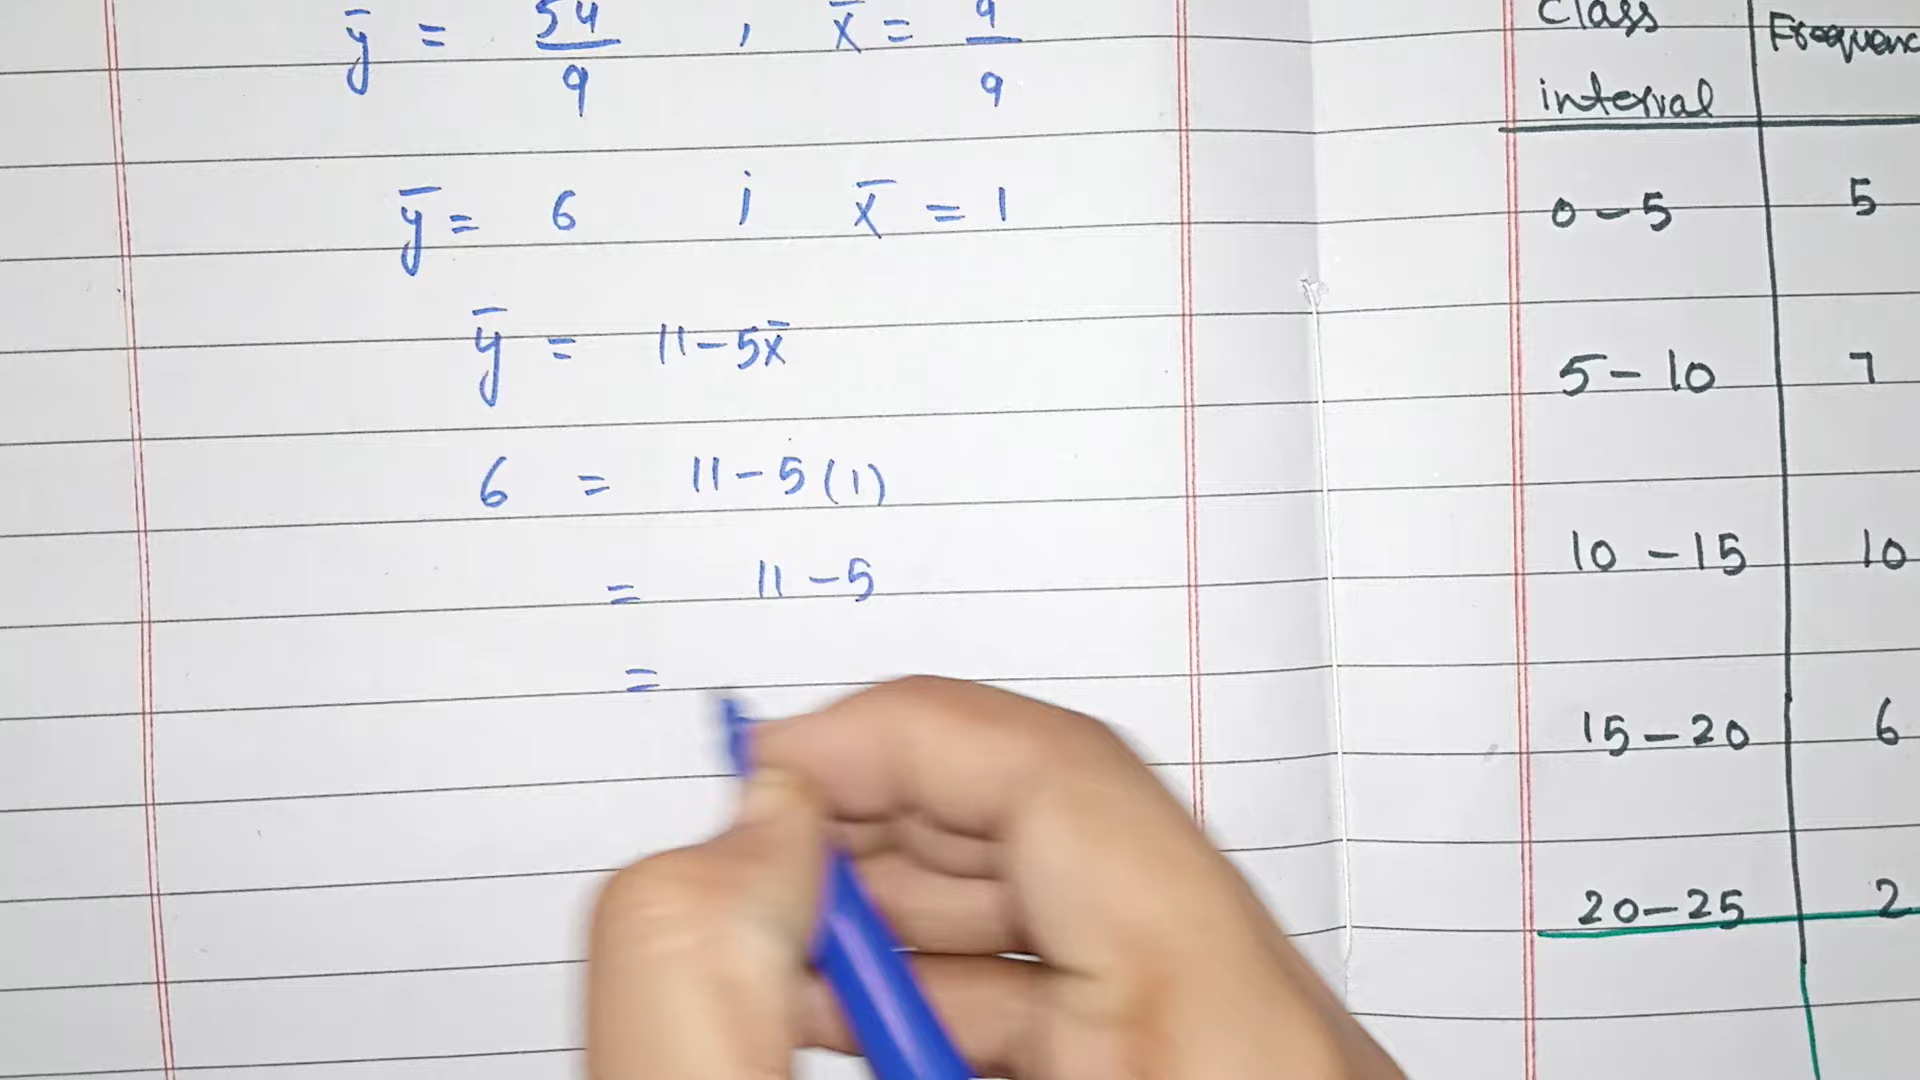 ȳ = 54/9 , x̄ = 9/9
ȳ = 6 ; x̄ = 1
ȳ = 11-5x̄
6 = 11-5(1)
= 11-5
=
Class
interval
0-5 5
5-10 7
10-15 10
15-20 6
20-25 2